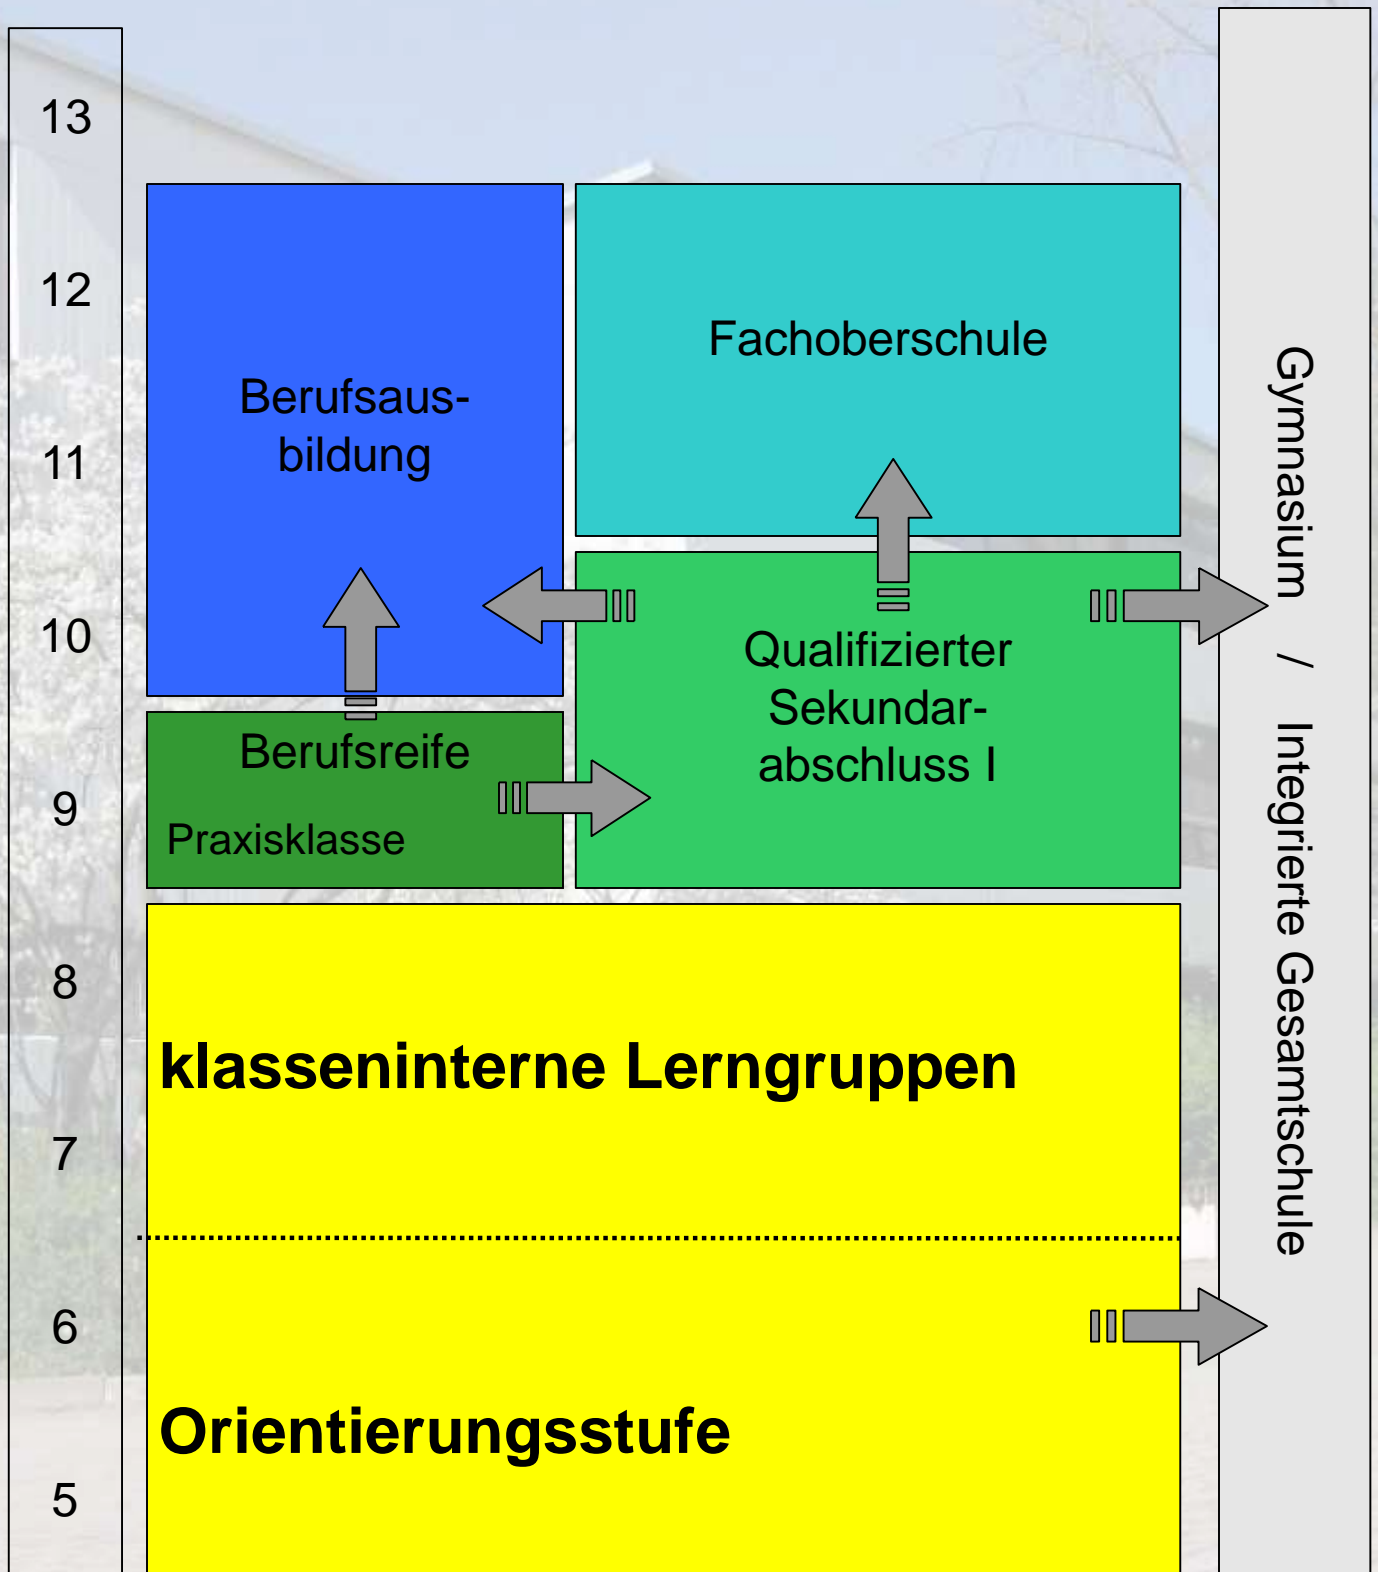 13
12
11
10
9
8
7
6
5
Berufsaus-
bildung
Fachoberschule
Berufsreife
Praxisklasse
Qualifizierter
Sekundar-
abschluss I
klasseninterne Lerngruppen
Orientierungsstufe
Gymnasium / Integrierte Gesamtschule